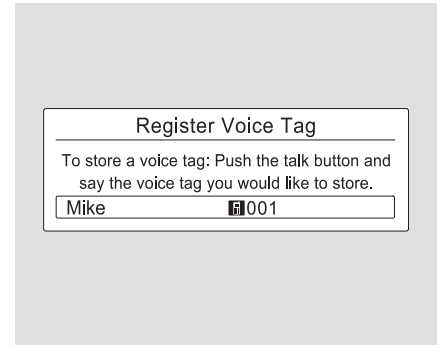 Register Voice Tag
To store a voice tag: Push the talk button and
say the voice tag you would like to store.
Mike 001